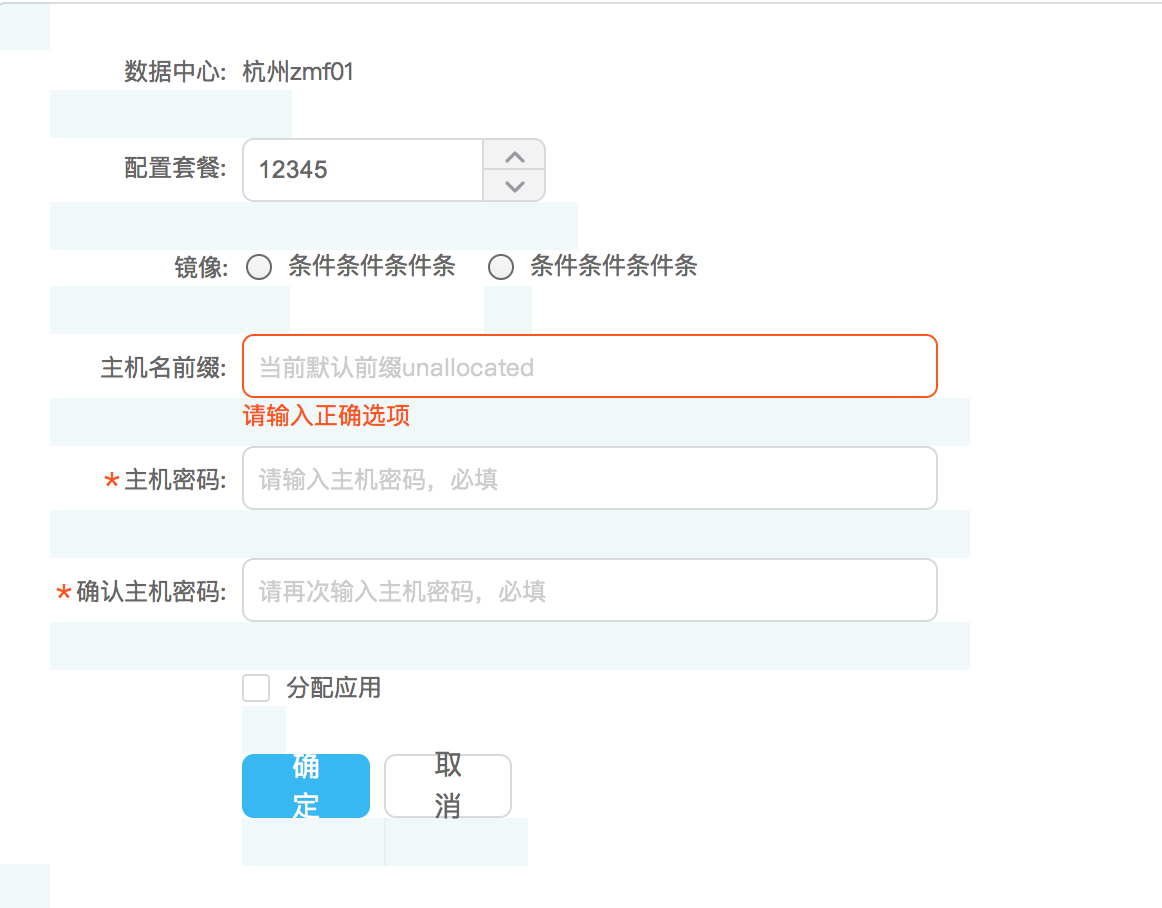 数据中心: 杭州zmf01
配置套餐: 12345
镜像: 条件条件条件条 条件条件条件条
主机名前缀: 当前默认前缀unallocated
请输入正确选项
*主机密码: 请输入主机密码，必填
*确认主机密码: 请再次输入主机密码，必填
分配应用
确定 取消